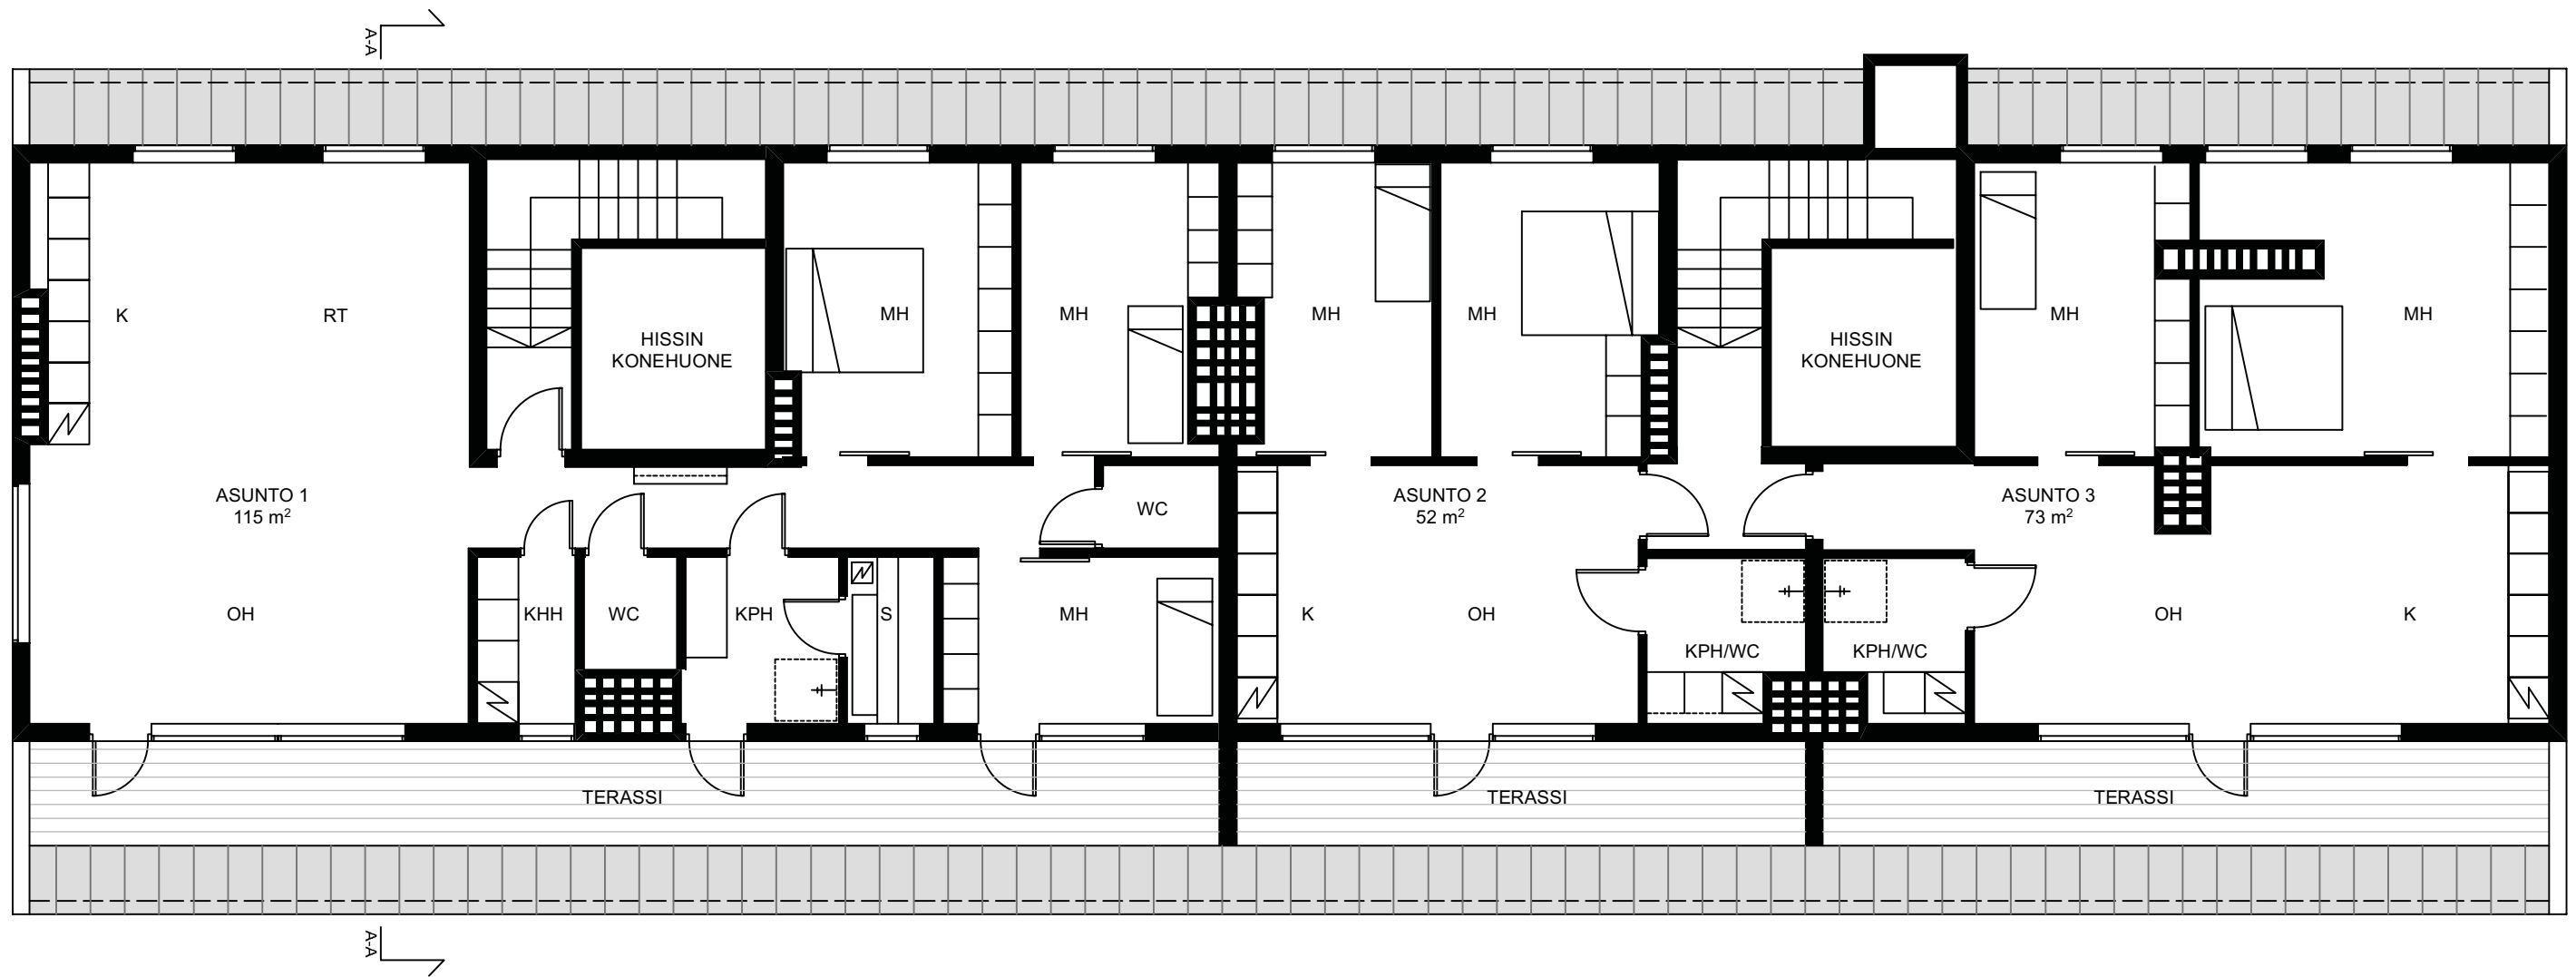 A-A
K
RT
HISSIN
KONEHUONE
MH
MH
MH
MH
HISSIN
KONEHUONE
MH
MH
ASUNTO 1
115 m²
WC
ASUNTO 2
52 m²
ASUNTO 3
73 m²
OH
KHH
WC
KPH
S
MH
K
OH
KPH/WC
KPH/WC
OH
K
TERASSI
TERASSI
TERASSI
A-A